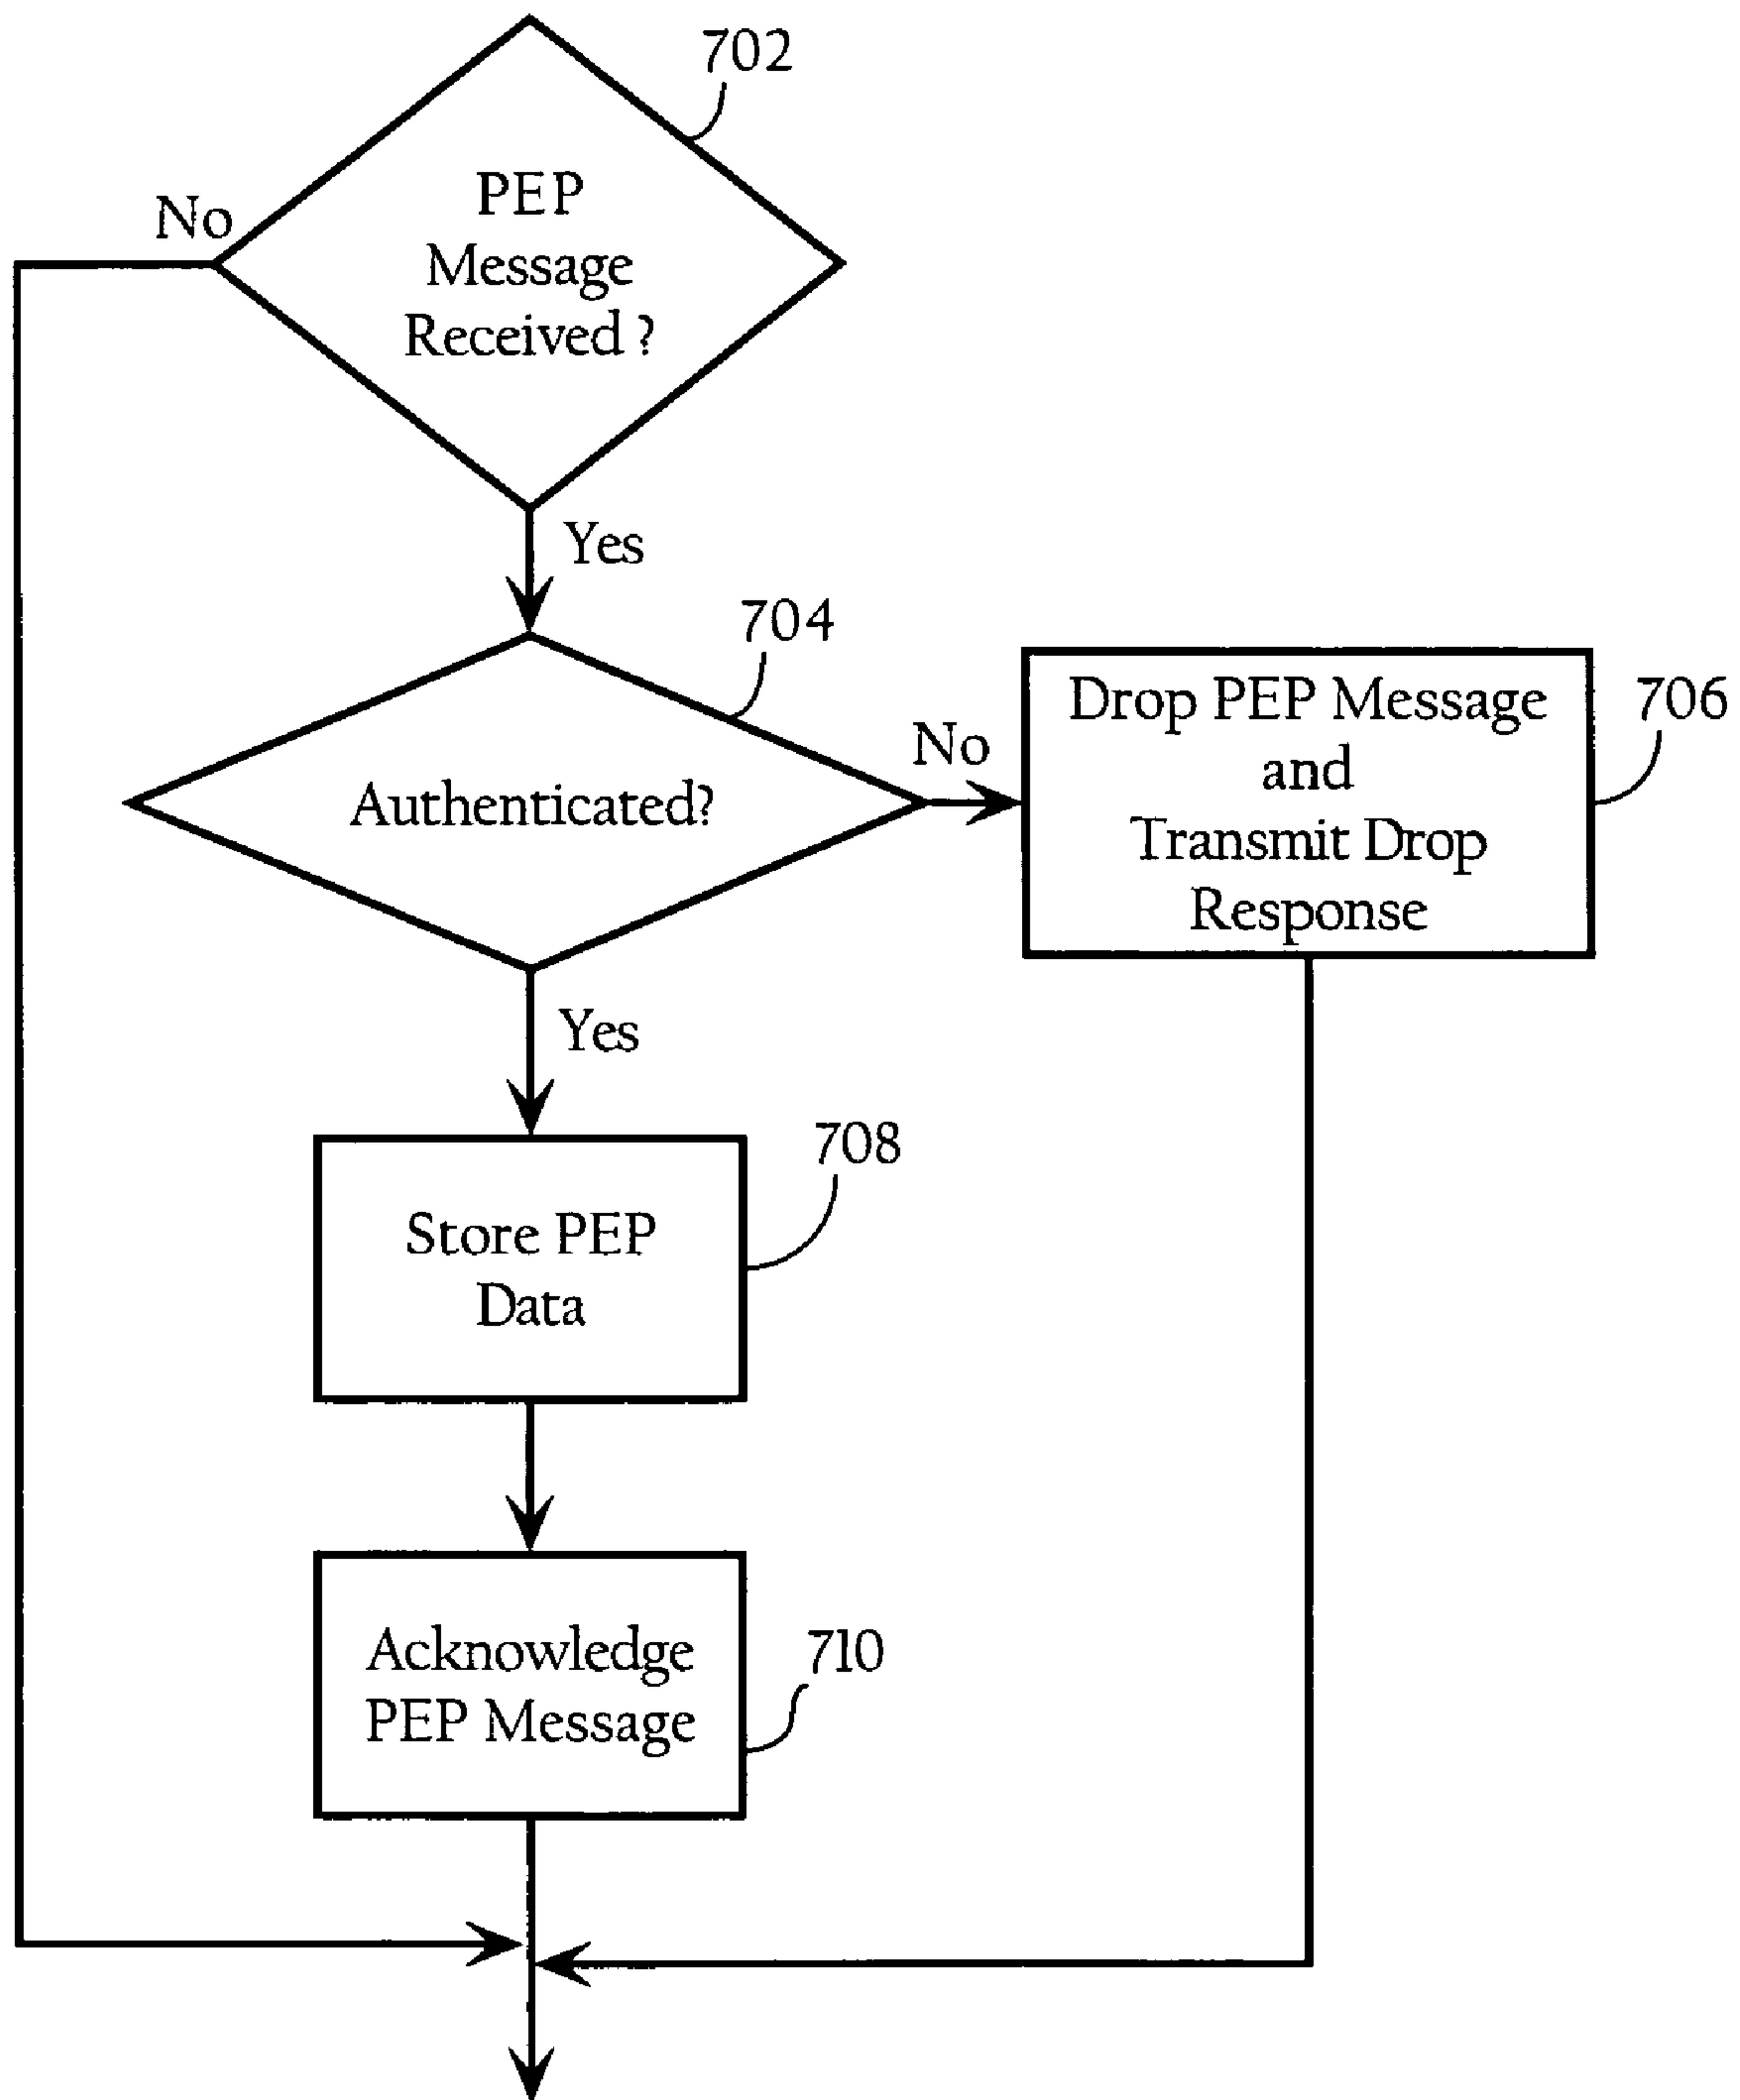 702
PEP
Message
Received ?
No
Yes
704
Authenticated?
No
Drop PEP Message
and
Transmit Drop
Response
706
Yes
708
Store PEP
Data
Acknowledge
PEP Message
710